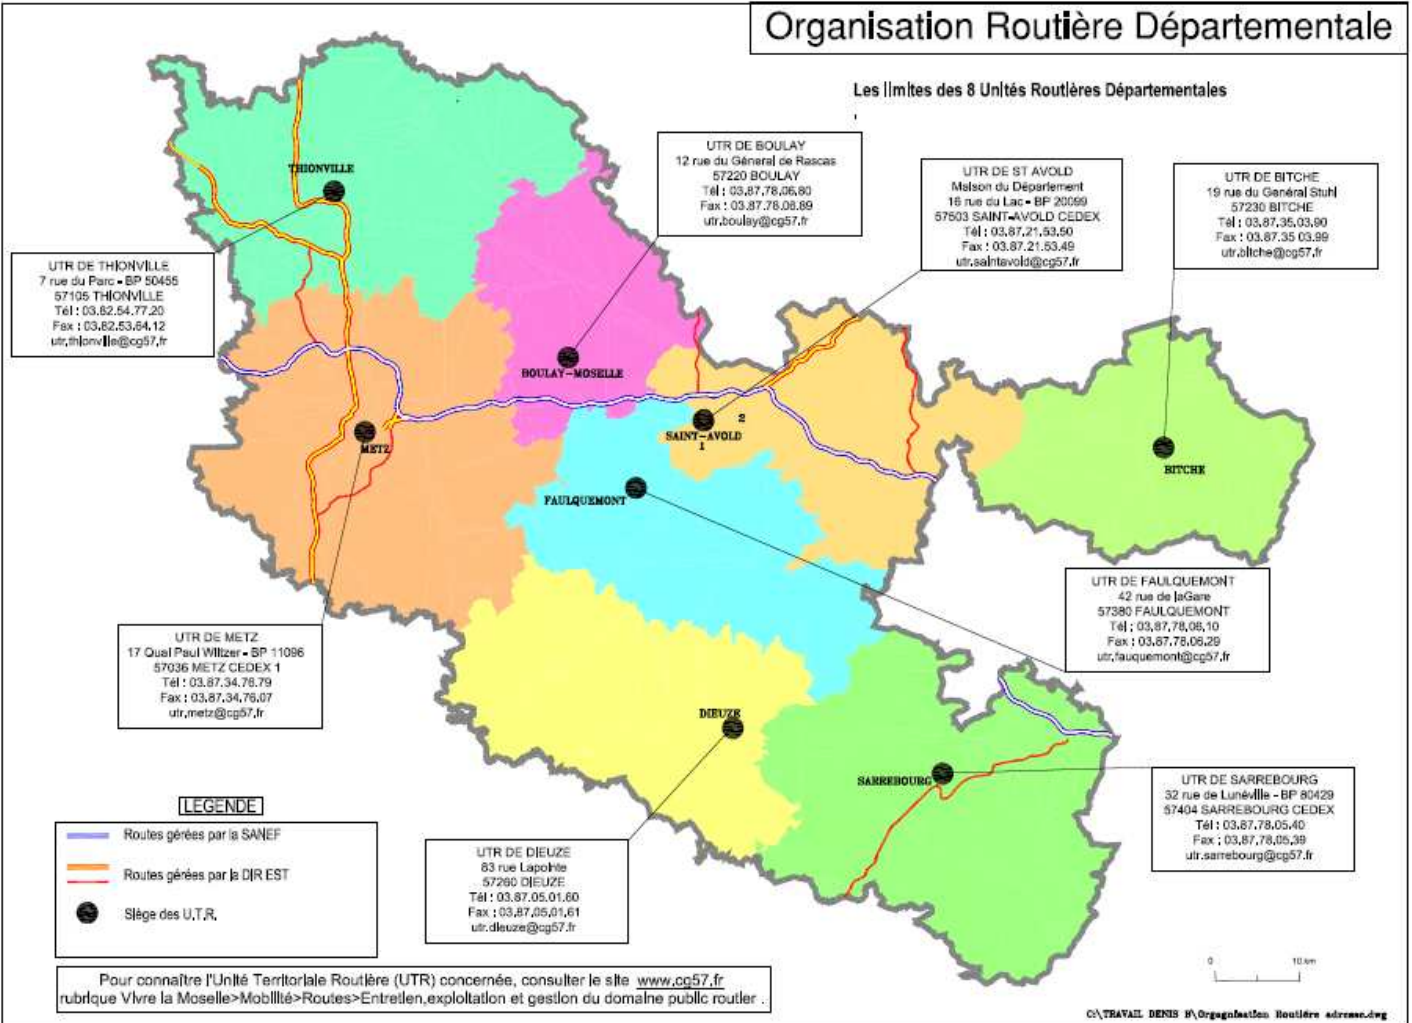 Organisation Routière Départementale
Les limites des 8 Unités Routières Départementales
UTR DE BOULAY
12 rue du Géneral de Rascas
57220 BOULAY
Tél : 03.87.78.06.80
Fax : 03.87.78.06.89
utr.boulay@cg57.fr
UTR DE ST AVOLD
Maison du Département
16 rue du Lac - BP 20099
57503 SAINT-AVOLD CEDEX
Tél : 03.87.21.53.50
Fax : 03.87.21.53.49
utr.saintavold@cg57.fr
UTR DE BITCHE
19 rue du Genéral Stuhl
57230 BITCHE
Tél : 03.87.35.03.90
Fax : 03.87.35 03.99
utr.bitche@cg57.fr
THIONVILLE
UTR DE THIONVILLE
7 rue du Parc - BP 50455
57105 THIONVILLE
Tél : 03.82.54.77.20
Fax : 03.82.53.64.12
utr.thionville@cg57.fr
BOULAY-MOSELLE
METZ
SAINT-AVOLD
1
2
BITCHE
FAULQUEMONT
UTR DE FAULQUEMONT
42 rue de laGare
57380 FAULQUEMONT
Tél : 03.87.78.06.10
Fax : 03.87.78.06.29
utr.fauquemont@cg57.fr
UTR DE METZ
17 Quai Paul Wiltzer - BP 11096
57036 METZ CEDEX 1
Tél : 03.87.34.76.79
Fax : 03.87.34.76.07
utr.metz@cg57.fr
DIEUZE
SARREBOURG
UTR DE SARREBOURG
32 rue de Lunéville - BP 80429
57404 SARREBOURG CEDEX
Tél : 03.87.78.05.40
Fax : 03.87.78.05.39
utr.sarrebourg@cg57.fr
UTR DE DIEUZE
83 rue Lapointe
57260 DIEUZE
Tél : 03.87.05.01.60
Fax : 03.87.05.01.61
utr.dieuze@cg57.fr
LEGENDE
Routes gérées par la SANEF
Routes gérées par la DIR EST
Siège des U.T.R.
Pour connaître l'Unité Territoriale Routière (UTR) concernée, consulter le site www.cg57.fr
rubrique Vivre la Moselle>Mobilité>Routes>Entretien,exploitation et gestion du domaine public routier .
0 10 km
C:\TRAVAIL DENIS H\Orgagnisation Routière adresse.dwg